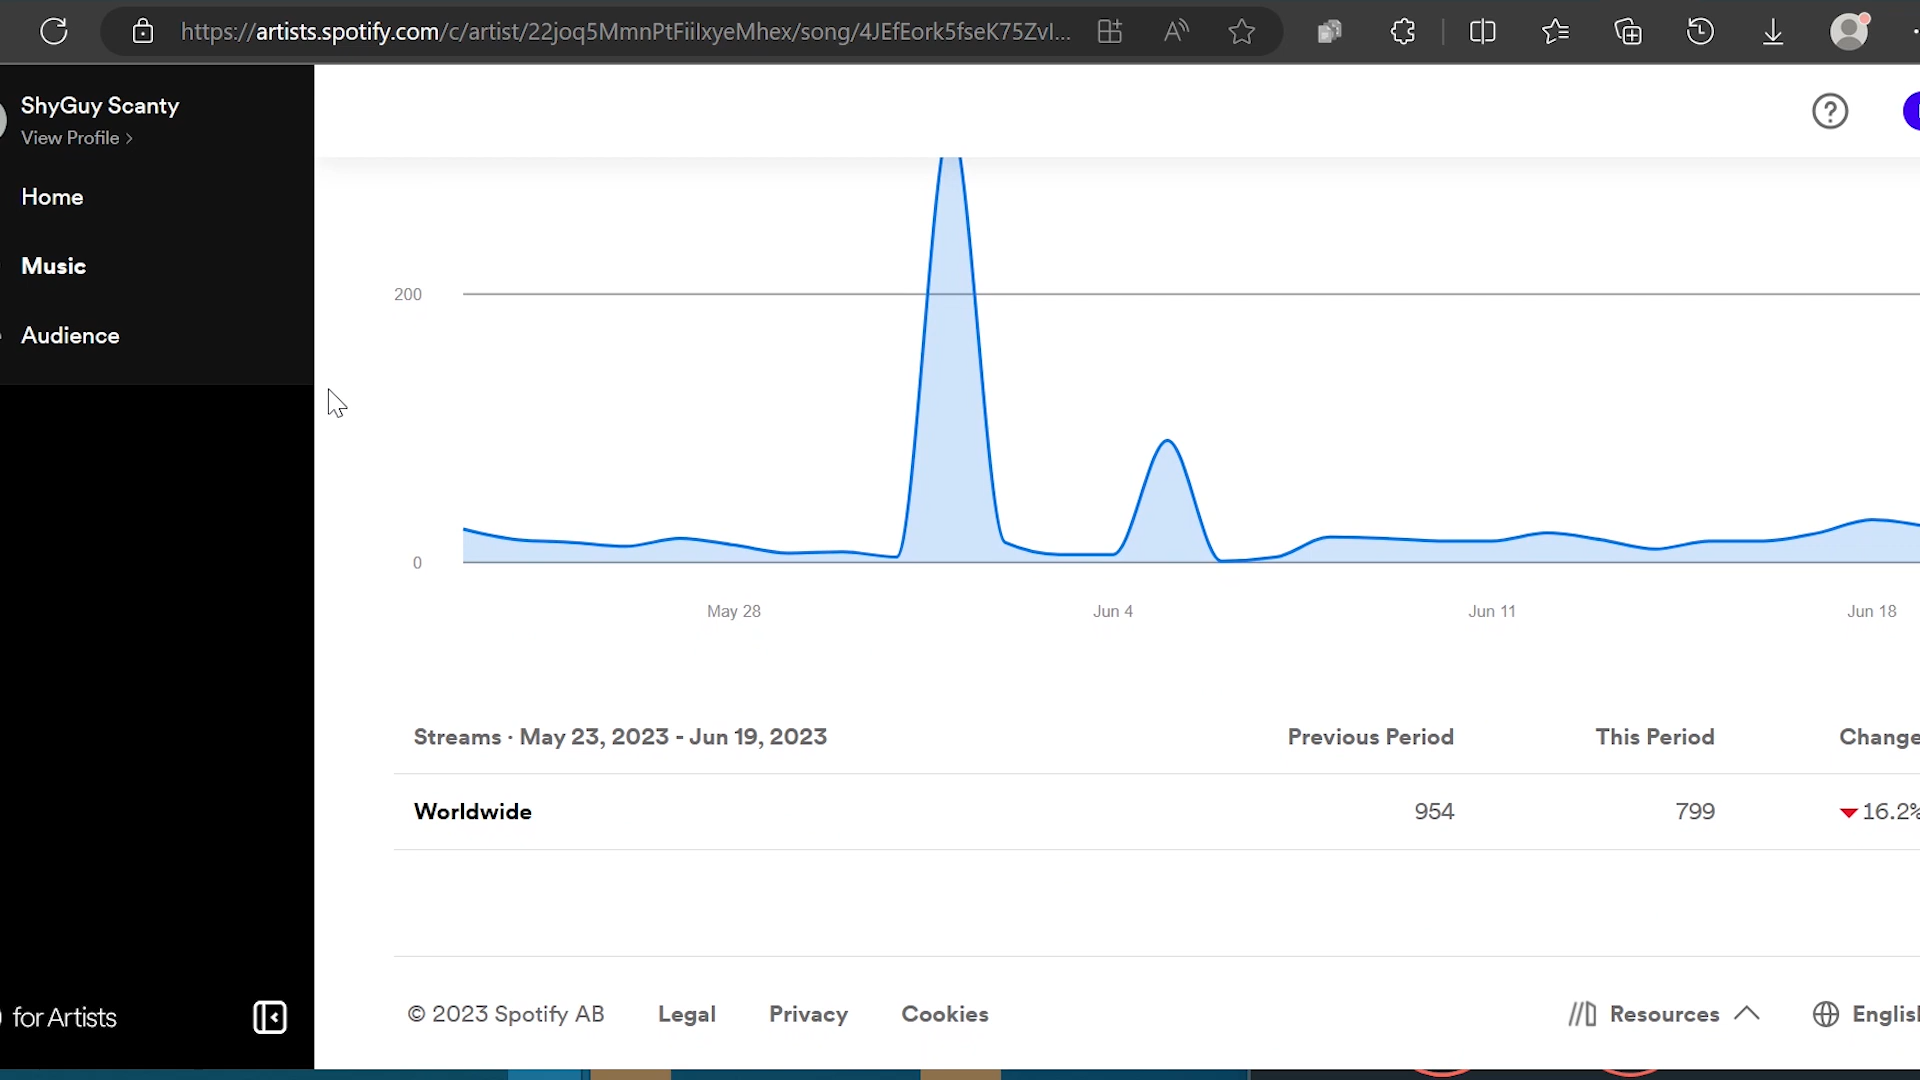 https://artists.spotify.com/c/artist/22joq5MmnPtFiilxyeMhex/song/4JEfEork5fseK75Zvl...
ShyGuy Scanty
View Profile >
Home
Music
Audience
200
0
May 28
Jun 4
Jun 11
Jun 18
Streams · May 23, 2023 - Jun 19, 2023
Previous Period
This Period
Change
Worldwide
954
799
16.2%
for Artists
© 2023 Spotify AB
Legal
Privacy
Cookies
Resources
English